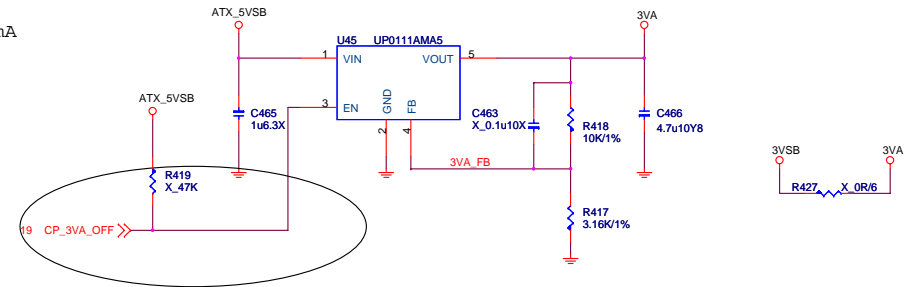 ATX_5VSB
3VA
U45 UP0111AMA5
1 VIN VOUT 5
ATX_5VSB
3 EN GND FB
2 4
C465
1u6.3X
C463
X_0.1u10X
R418
10K/1%
C466
4.7u10Y8
3VA_FB
3VSB 3VA
R427 X_0R/6
R419
X_47K
R417
3.16K/1%
19 CP_3VA_OFF